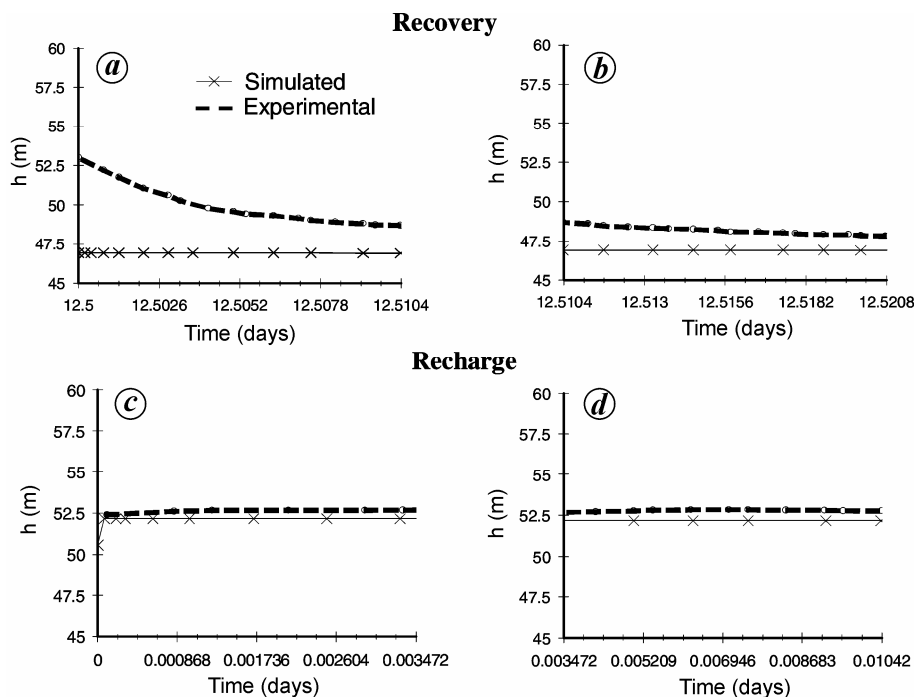 Recovery
a
Simulated
Experimental
h (m)
60
57.5
55
52.5
50
47.5
45
12.5 12.5026 12.5052 12.5078 12.5104
Time (days)
b
h (m)
60
57.5
55
52.5
50
47.5
45
12.5104 12.513 12.5156 12.5182 12.5208
Time (days)
Recharge
c
h (m)
60
57.5
55
52.5
50
47.5
45
0 0.000868 0.001736 0.002604 0.003472
Time (days)
d
h (m)
60
57.5
55
52.5
50
47.5
45
0.003472 0.005209 0.006946 0.008683 0.01042
Time (days)